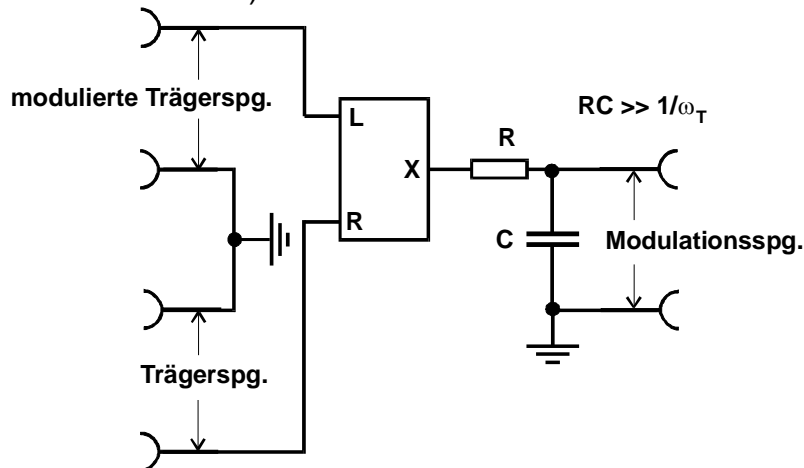 )
modulierte Trägerspg.
RC >> 1/ωT
L
R
X
R
C
Modulationsspg.
Trägerspg.